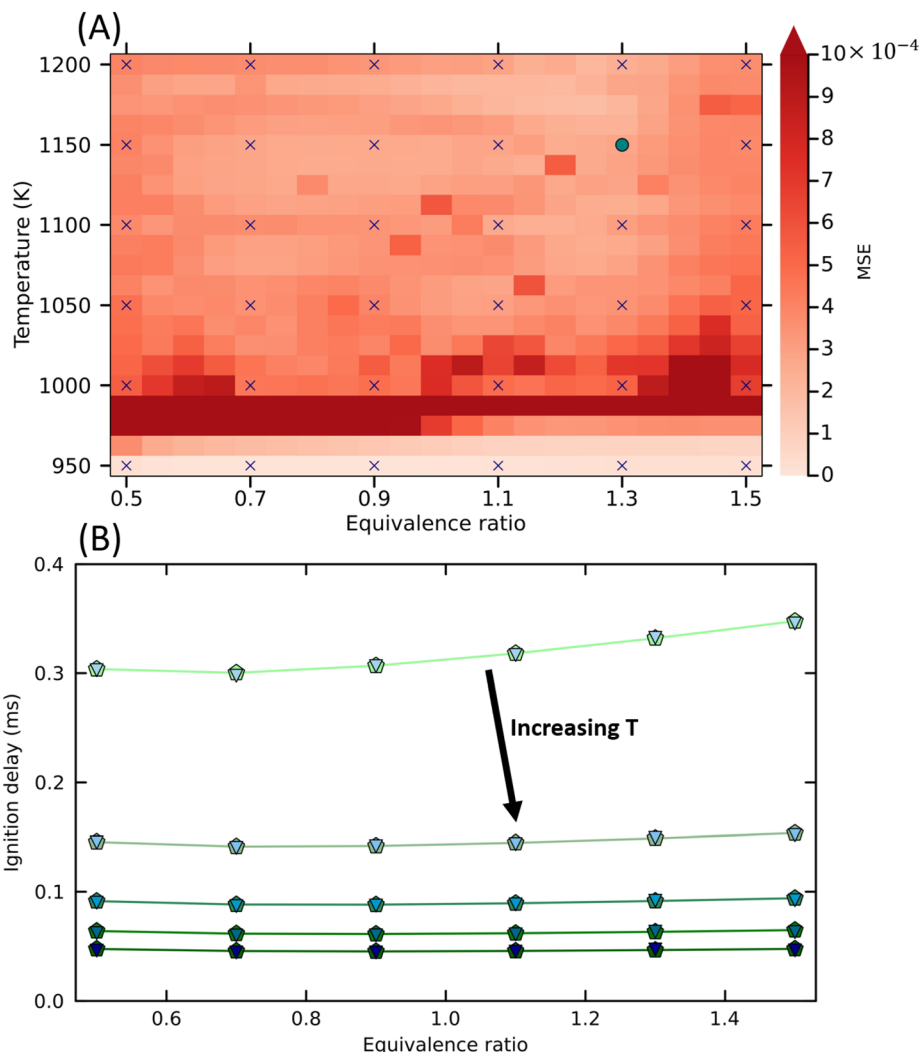 (A)
10× 10⁻⁴
1200
9
8
1150
7
Temperature (K)
6
1100
5
MSE
4
1050
3
1000
2
1
950
0
0.5 0.7 0.9 1.1 1.3 1.5
Equivalence ratio
(B)
0.4
0.3
Increasing T
Ignition delay (ms)
0.2
0.1
0.0
0.6 0.8 1.0 1.2 1.4
Equivalence ratio